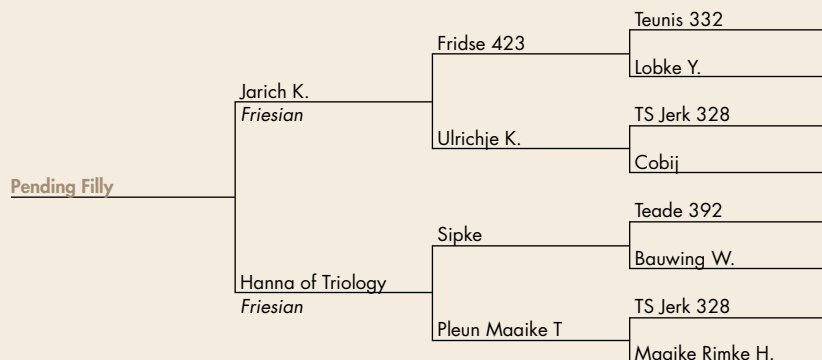 Teunis 332
Fridse 423
Lobke Y.
Jarich K.
Friesian
TS Jerk 328
Ulrichje K.
Cobij
Pending Filly
Teade 392
Sipke
Bauwing W.
Hanna of Triology
Friesian
TS Jerk 328
Pleun Maaike T
Maaike Rimke H.